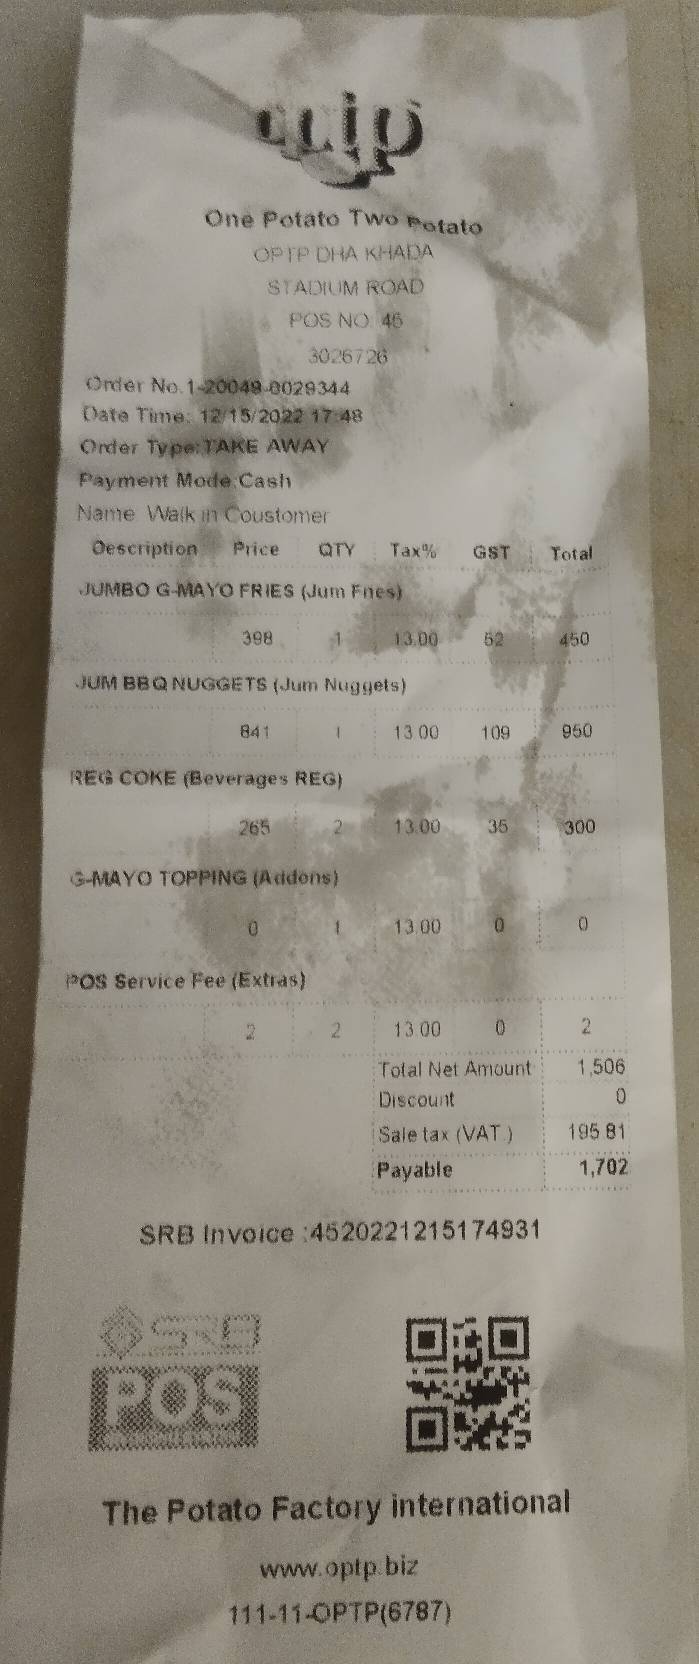 optp
One Potato Two Potato
OPTP DHA KHADA
STADIUM ROAD
POS NO. 46
3026726
Order No.1-20049-0029344
Date Time: 12/15/2022 17:48
Order Type:TAKE AWAY
Payment Mode:Cash
Name Walk in Coustomer
Description Price QTY Tax% GST Total
JUMBO G-MAYO FRIES (Jum Fries)
398 1 13.00 52 450
JUM BBQ NUGGETS (Jum Nuggets)
841 1 13.00 109 950
REG COKE (Beverages REG)
265 2 13.00 35 300
G-MAYO TOPPING (Addons)
0 1 13.00 0 0
POS Service Fee (Extras)
2 2 13.00 0 2
Total Net Amount 1,506
Discount 0
Sale tax (VAT.) 195.81
Payable 1,702
SRB Invoice :4520221215174931
SRB
POS
The Potato Factory international
www.optp.biz
111-11-OPTP(6787)